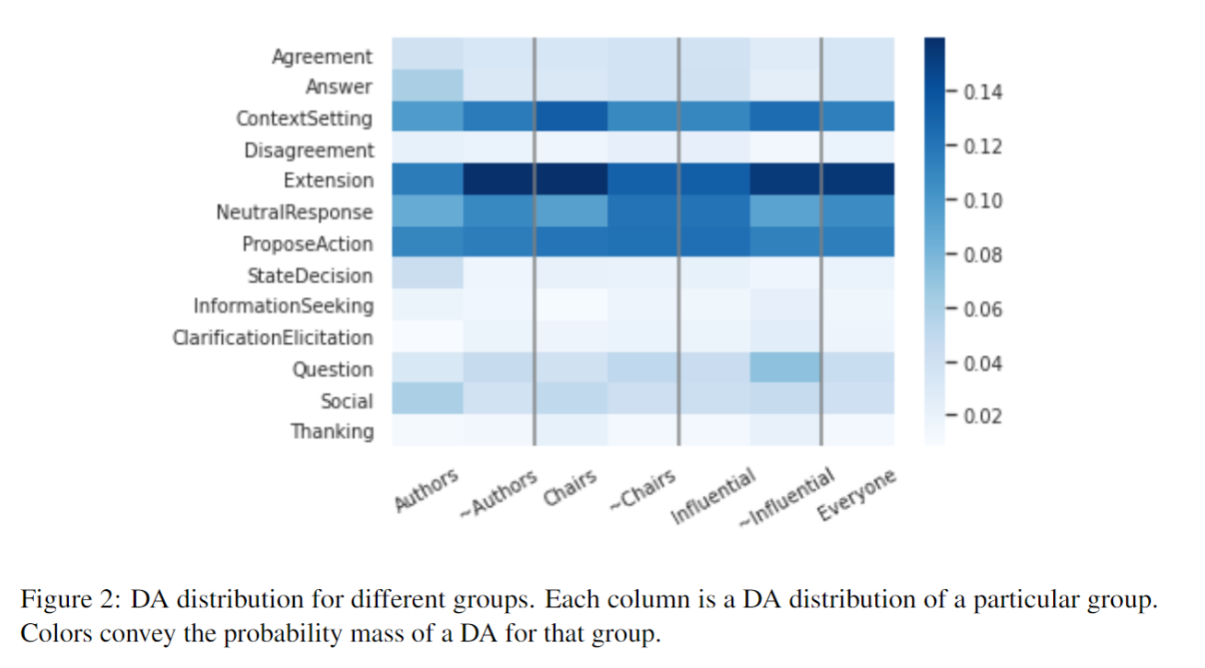 Agreement
Answer
ContextSetting
Disagreement
Extension
NeutralResponse
ProposeAction
StateDecision
InformationSeeking
ClarificationElicitation
Question
Social
Thanking
0.14
0.12
0.10
0.08
0.06
0.04
0.02
Authors
~Authors
Chairs
~Chairs
Influential
~Influential
Everyone
Figure 2: DA distribution for different groups. Each column is a DA distribution of a particular group.
Colors convey the probability mass of a DA for that group.